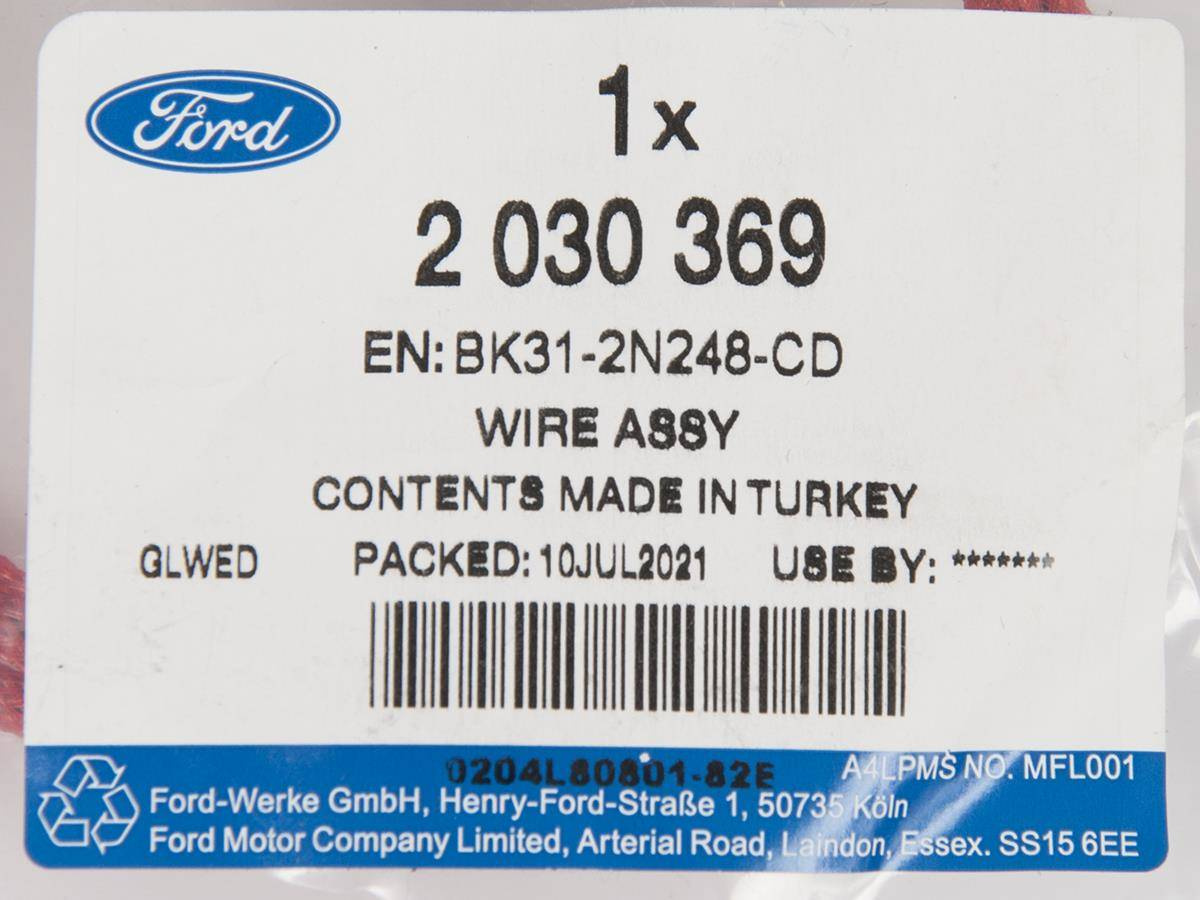 Ford
1x
2 030 369
EN: BK31-2N248-CD
WIRE ASSY
CONTENTS MADE IN TURKEY
GLWED PACKED: 10JUL2021 USE BY: *******
0204L80801-82E A4LPMS NO. MFL001
Ford-Werke GmbH, Henry-Ford-Straße 1, 50735 Köln
Ford Motor Company Limited, Arterial Road, Laindon, Essex. SS15 6EE